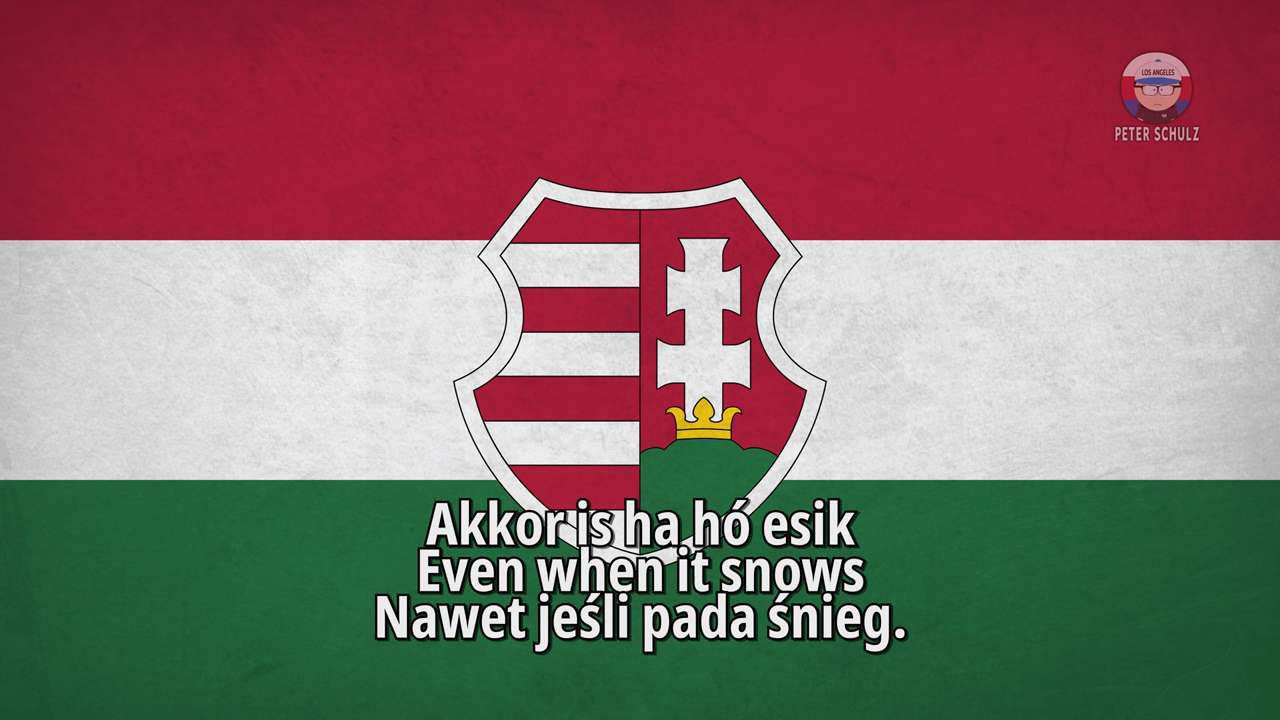 LOS ANGELES
PETER SCHULZ
Akkor is ha hó esik
Even when it snows
Nawet jeśli pada śnieg.